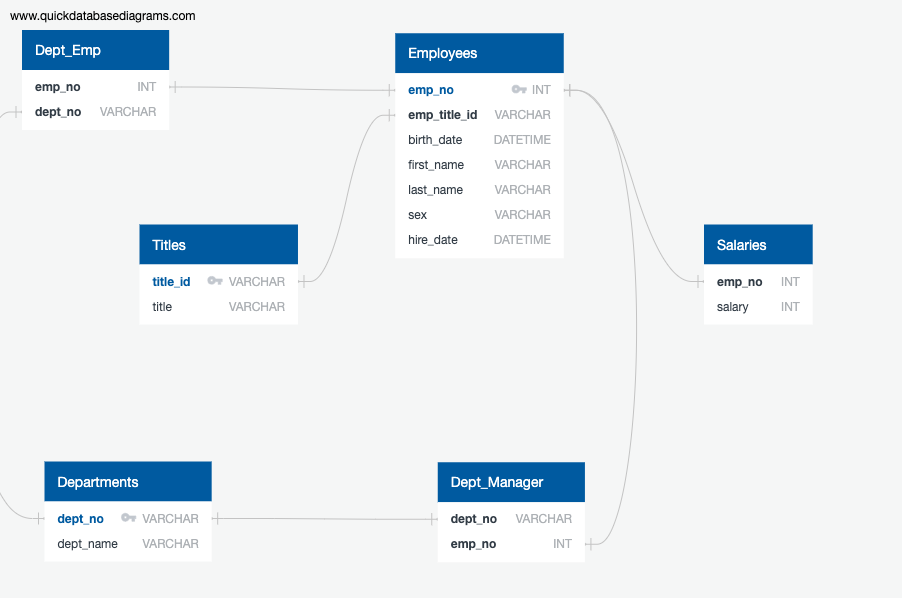 www.quickdatabasediagrams.com
Dept_Emp
emp_no INT
dept_no VARCHAR
Employees
emp_no INT
emp_title_id VARCHAR
birth_date DATETIME
first_name VARCHAR
last_name VARCHAR
sex VARCHAR
hire_date DATETIME
Titles
title_id VARCHAR
title VARCHAR
Salaries
emp_no INT
salary INT
Departments
dept_no VARCHAR
dept_name VARCHAR
Dept_Manager
dept_no VARCHAR
emp_no INT